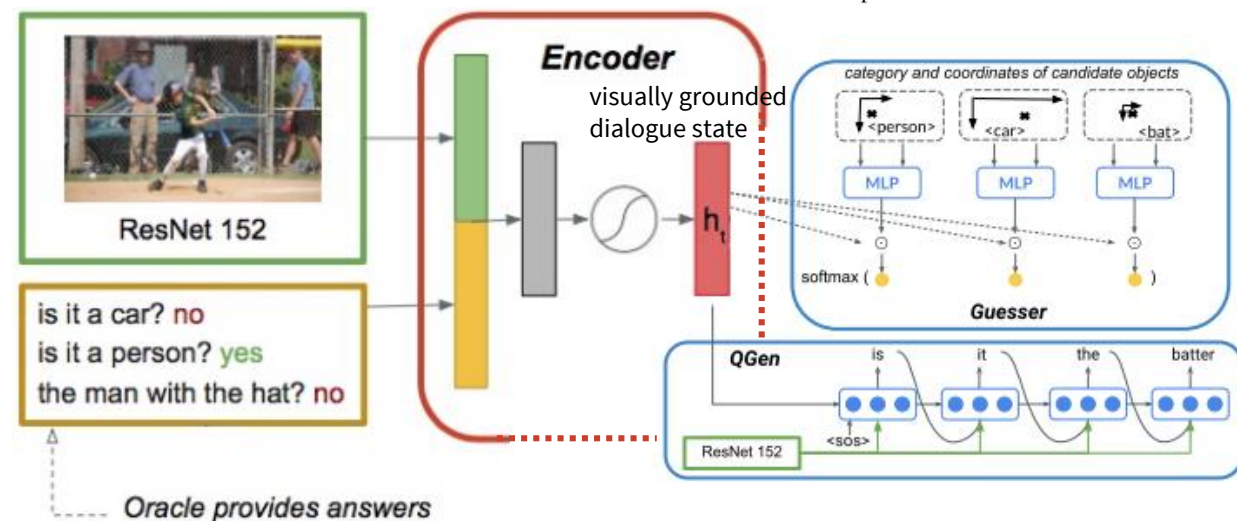 ResNet 152
is it a car? no
is it a person? yes
the man with the hat? no
Oracle provides answers
Encoder
visually grounded
dialogue state
h_t
category and coordinates of candidate objects
<person>
<car>
<bat>
MLP
MLP
MLP
softmax ( )
Guesser
QGen
is it the batter
<sos>
ResNet 152